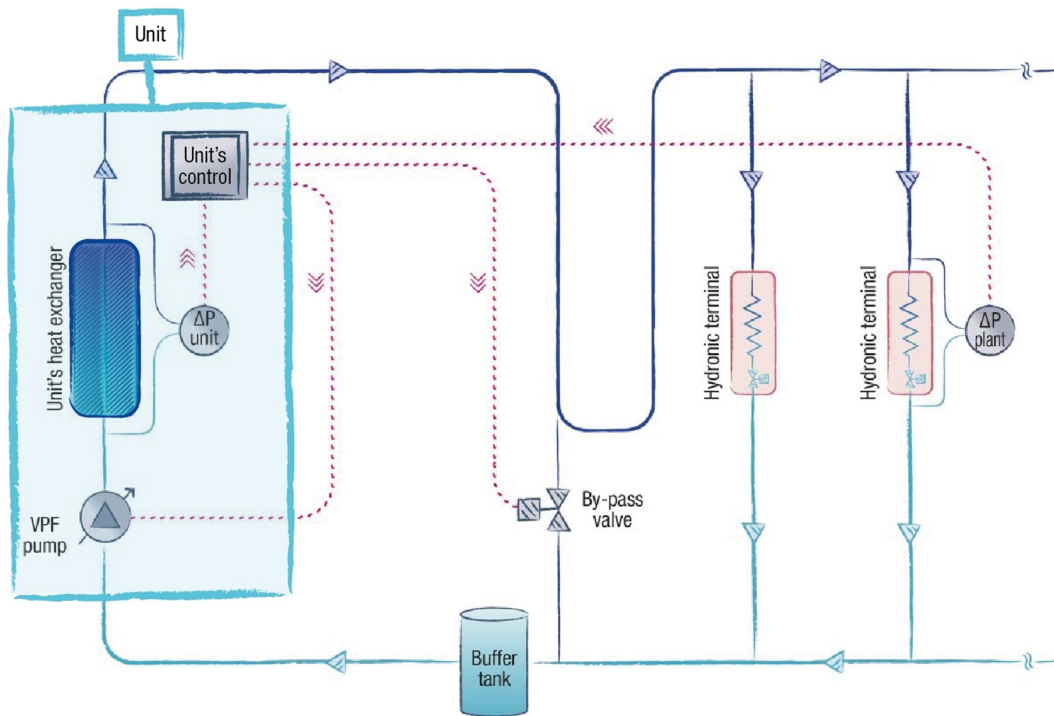 Unit
Unit's
control
Unit's heat exchanger
ΔP
unit
Hydronic terminal
Hydronic terminal
ΔP
plant
VPF
pump
By-pass
valve
Buffer
tank